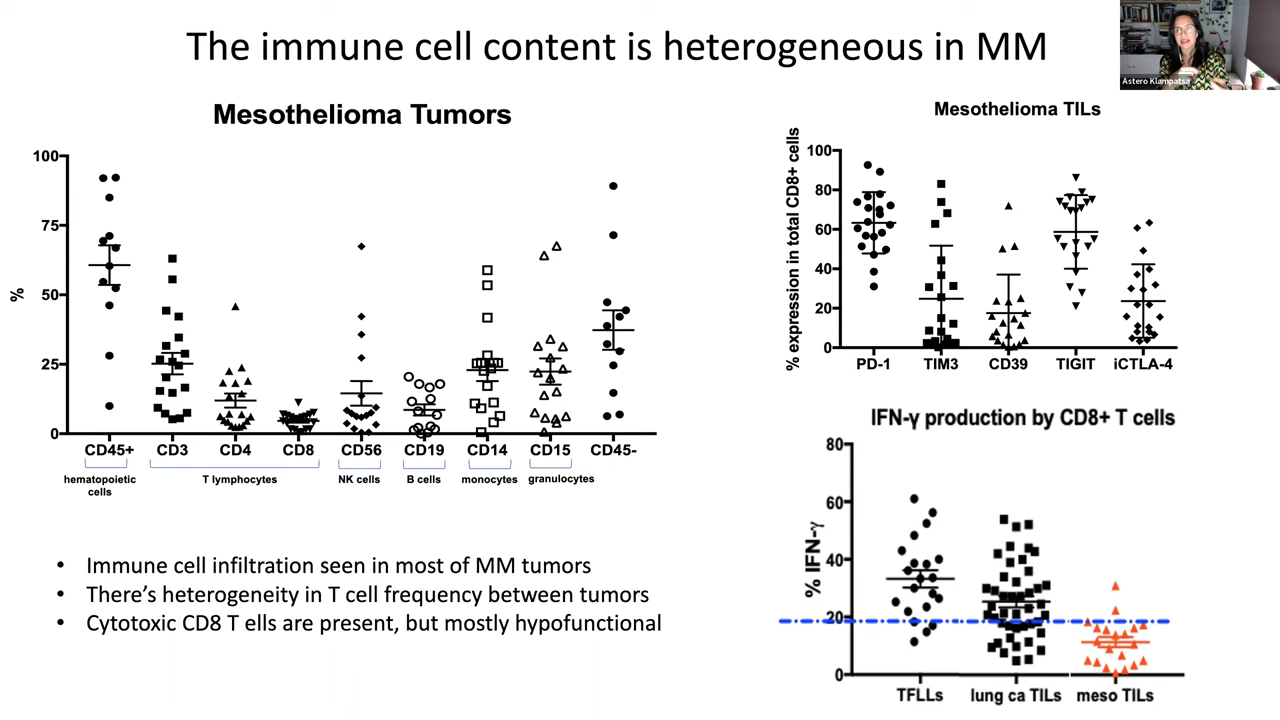 The immune cell content is heterogeneous in MM
Astero Klampatsa
Mesothelioma Tumors
100
75
50
25
0
%
CD45+ CD3 CD4 CD8 CD56 CD19 CD14 CD15 CD45-
hematopoietic cells
T lymphocytes
NK cells
B cells
monocytes
granulocytes
Mesothelioma TILs
% expression in total CD8+ cells
100
80
60
40
20
0
PD-1 TIM3 CD39 TIGIT iCTLA-4
IFN-γ production by CD8+ T cells
% IFN-γ
80
60
40
20
0
TFLLs lung ca TILs meso TILs
• Immune cell infiltration seen in most of MM tumors
• There’s heterogeneity in T cell frequency between tumors
• Cytotoxic CD8 T ells are present, but mostly hypofunctional